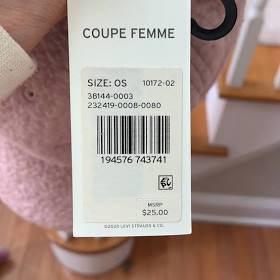 COUPE FEMME
SIZE: OS 10172-02
38144-0003
232419-0008-0080
194576 743741
MSRP
$25.00
©2020 LEVI STRAUSS & CO.